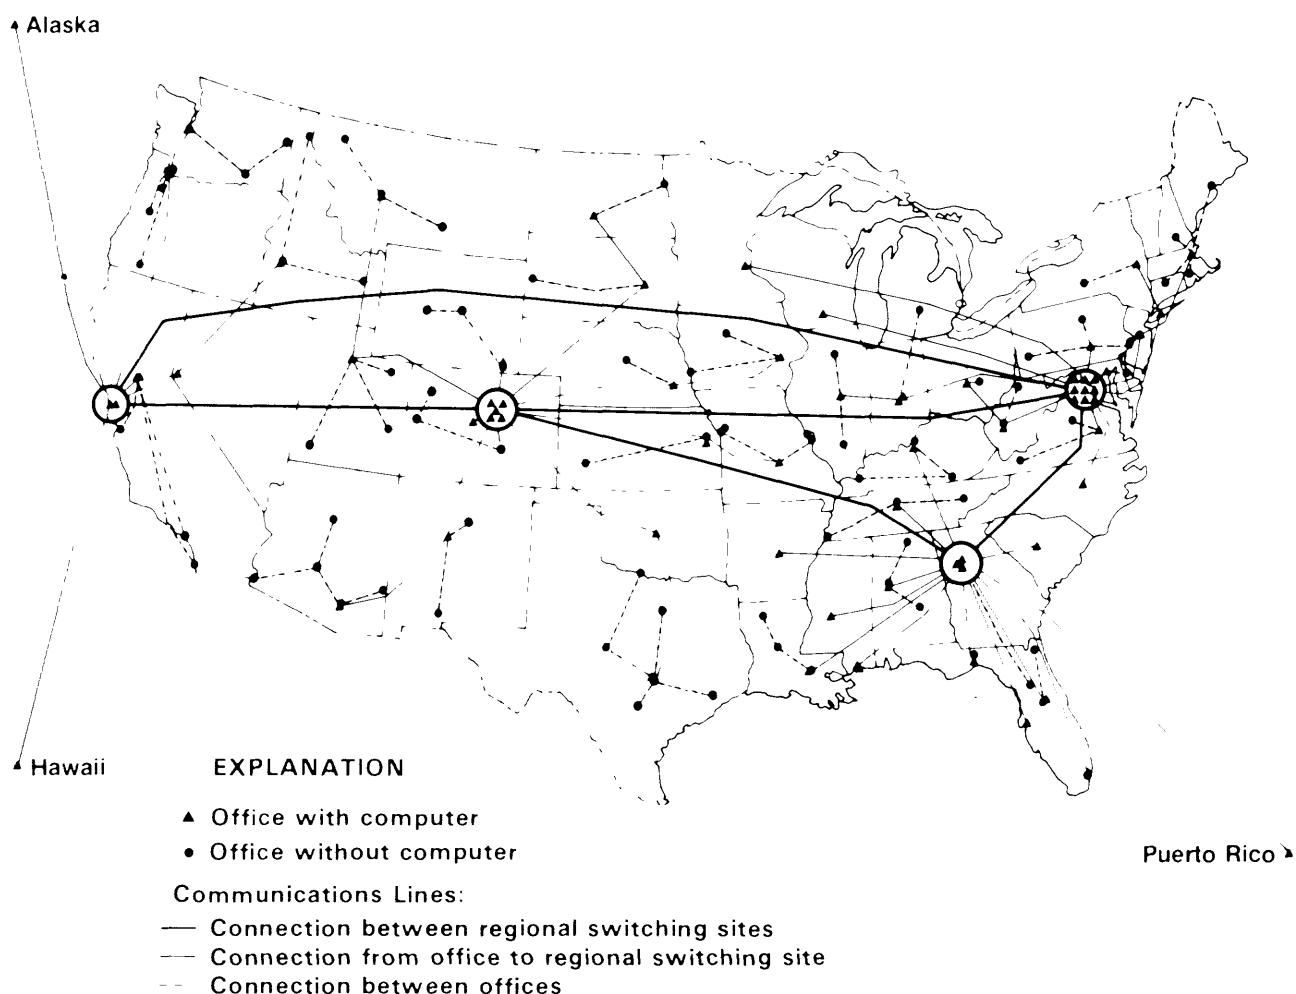 Alaska
Hawaii
EXPLANATION
Office with computer
Office without computer
Puerto Rico
Communications Lines:
Connection between regional switching sites
Connection from office to regional switching site
Connection between offices